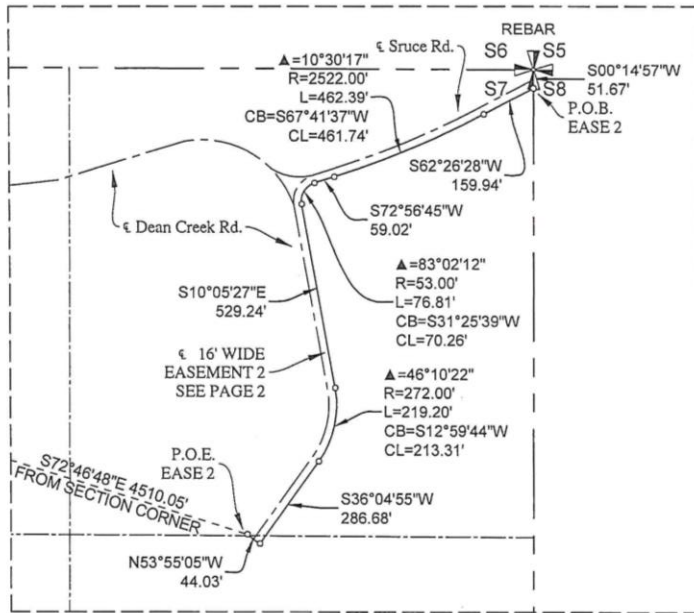 REBAR
S6 S5
S7 S8
℄ Sruce Rd.
▲=10°30'17"
R=2522.00'
L=462.39'
CB=S67°41'37"W
CL=461.74'
S00°14'57"W
51.67'
P.O.B.
EASE 2
S62°26'28"W
159.94'
S72°56'45"W
59.02'
℄ Dean Creek Rd.
▲=83°02'12"
R=53.00'
L=76.81'
CB=S31°25'39"W
CL=70.26'
S10°05'27"E
529.24'
℄ 16' WIDE
EASEMENT 2
SEE PAGE 2
▲=46°10'22"
R=272.00'
L=219.20'
CB=S12°59'44"W
CL=213.31'
P.O.E.
EASE 2
S72°46'48"E 4510.05'
FROM SECTION CORNER
S36°04'55"W
286.68'
N53°55'05"W
44.03'